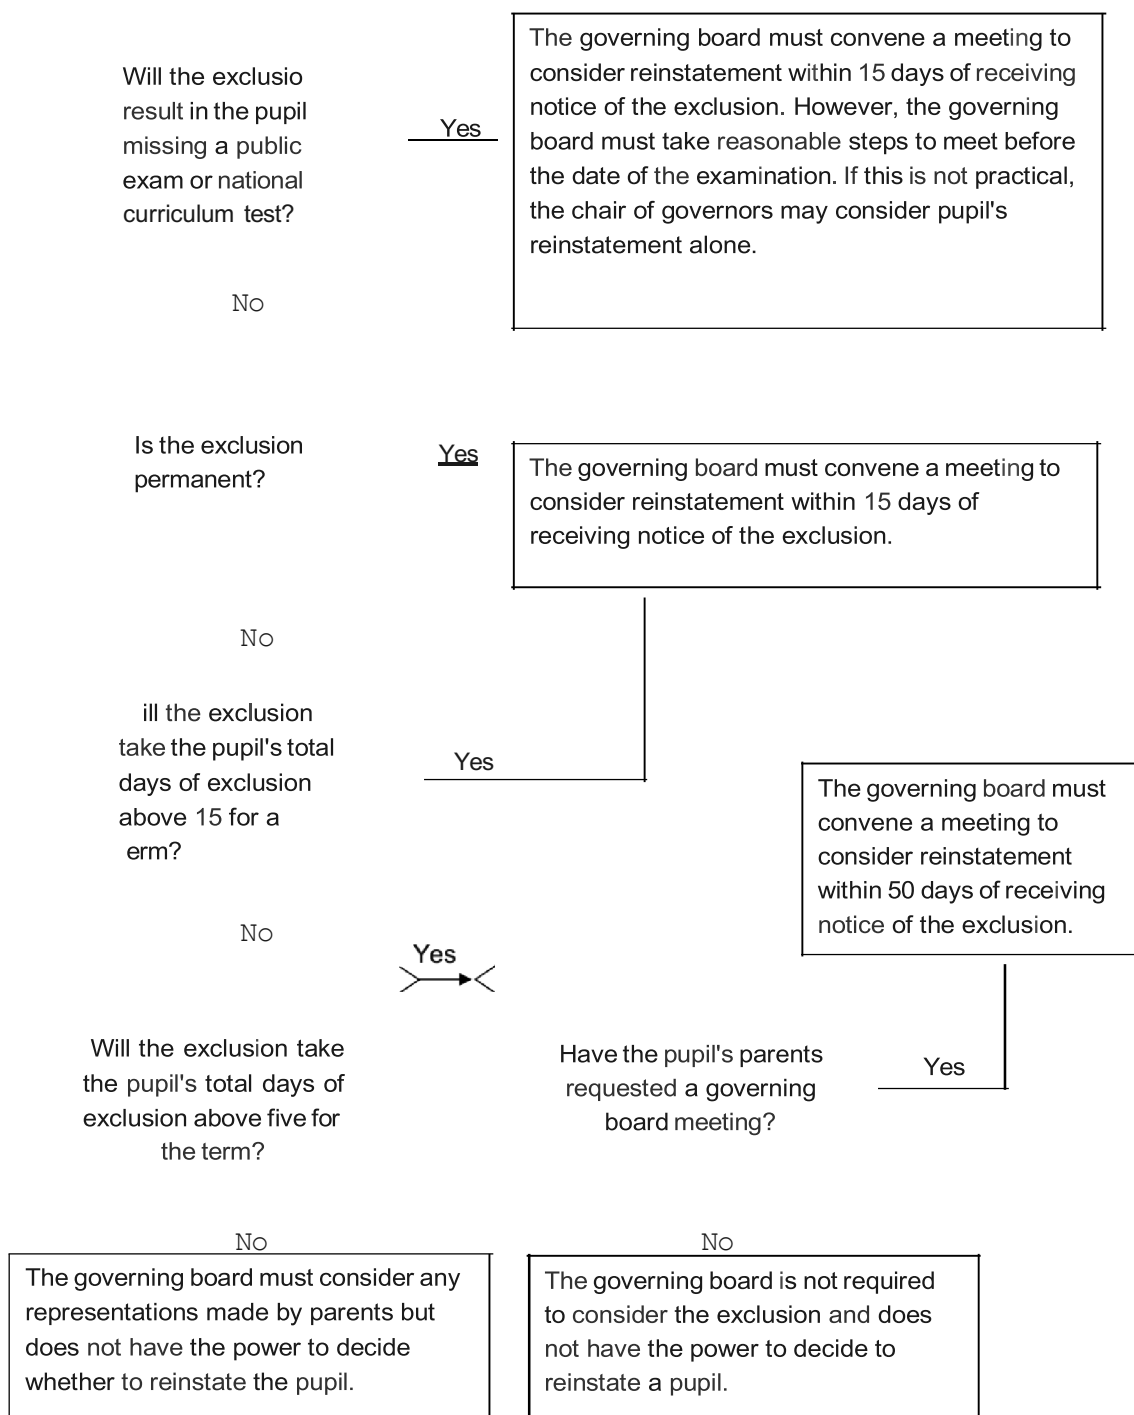 Will the exclusio
result in the pupil
missing a public
exam or national
curriculum test?
Yes
The governing board must convene a meeting to
consider reinstatement within 15 days of receiving
notice of the exclusion. However, the governing
board must take reasonable steps to meet before
the date of the examination. If this is not practical,
the chair of governors may consider pupil's
reinstatement alone.
No
Is the exclusion
permanent?
Yes
The governing board must convene a meeting to
consider reinstatement within 15 days of
receiving notice of the exclusion.
No
ill the exclusion
take the pupil's total
days of exclusion
above 15 for a
erm?
Yes
The governing board must
convene a meeting to
consider reinstatement
within 50 days of receiving
notice of the exclusion.
No
Yes
Will the exclusion take
the pupil's total days of
exclusion above five for
the term?
Have the pupil's parents
requested a governing
board meeting?
Yes
No
The governing board must consider any
representations made by parents but
does not have the power to decide
whether to reinstate the pupil.
No
The governing board is not required
to consider the exclusion and does
not have the power to decide to
reinstate a pupil.